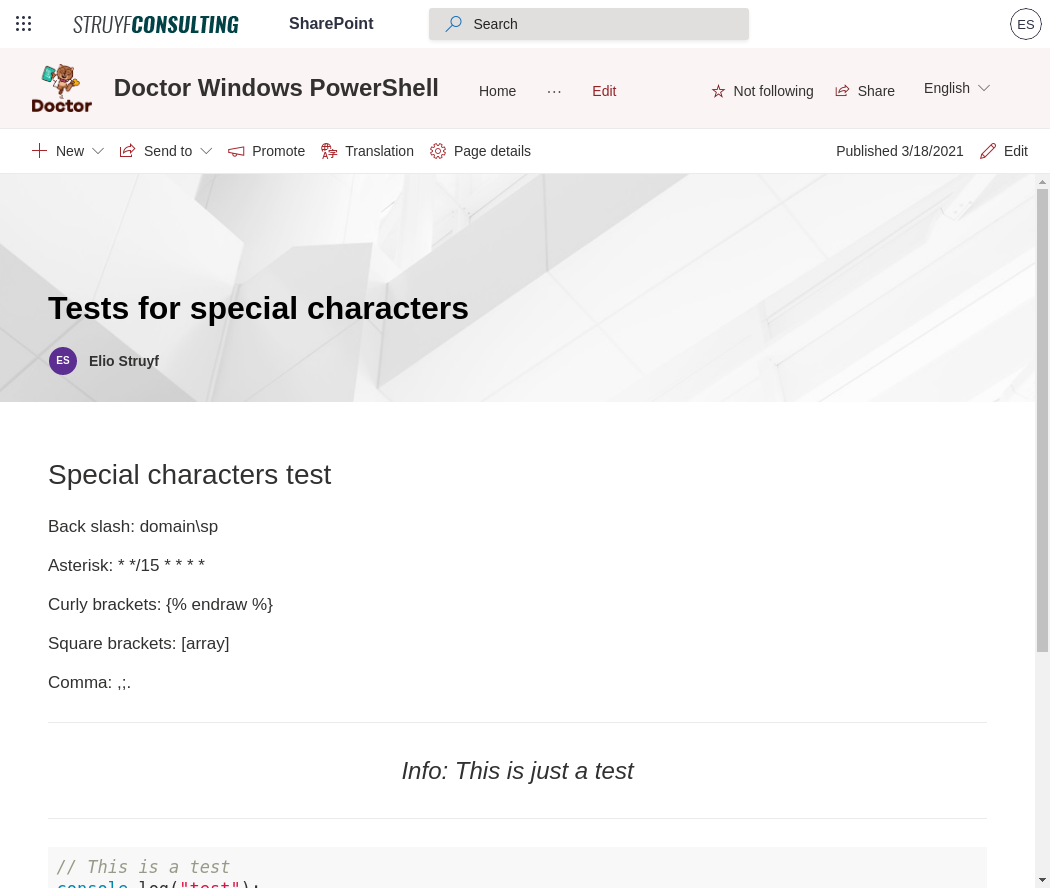 STRUYFCONSULTING SharePoint Search ES
Doctor Doctor Windows PowerShell Home ... Edit Not following Share English
New Send to Promote Translation Page details Published 3/18/2021 Edit
Tests for special characters
ES Elio Struyf
Special characters test
Back slash: domain\sp
Asterisk: * */15 * * * *
Curly brackets: {% endraw %}
Square brackets: [array]
Comma: ,;.
Info: This is just a test
// This is a test
console.log("test");